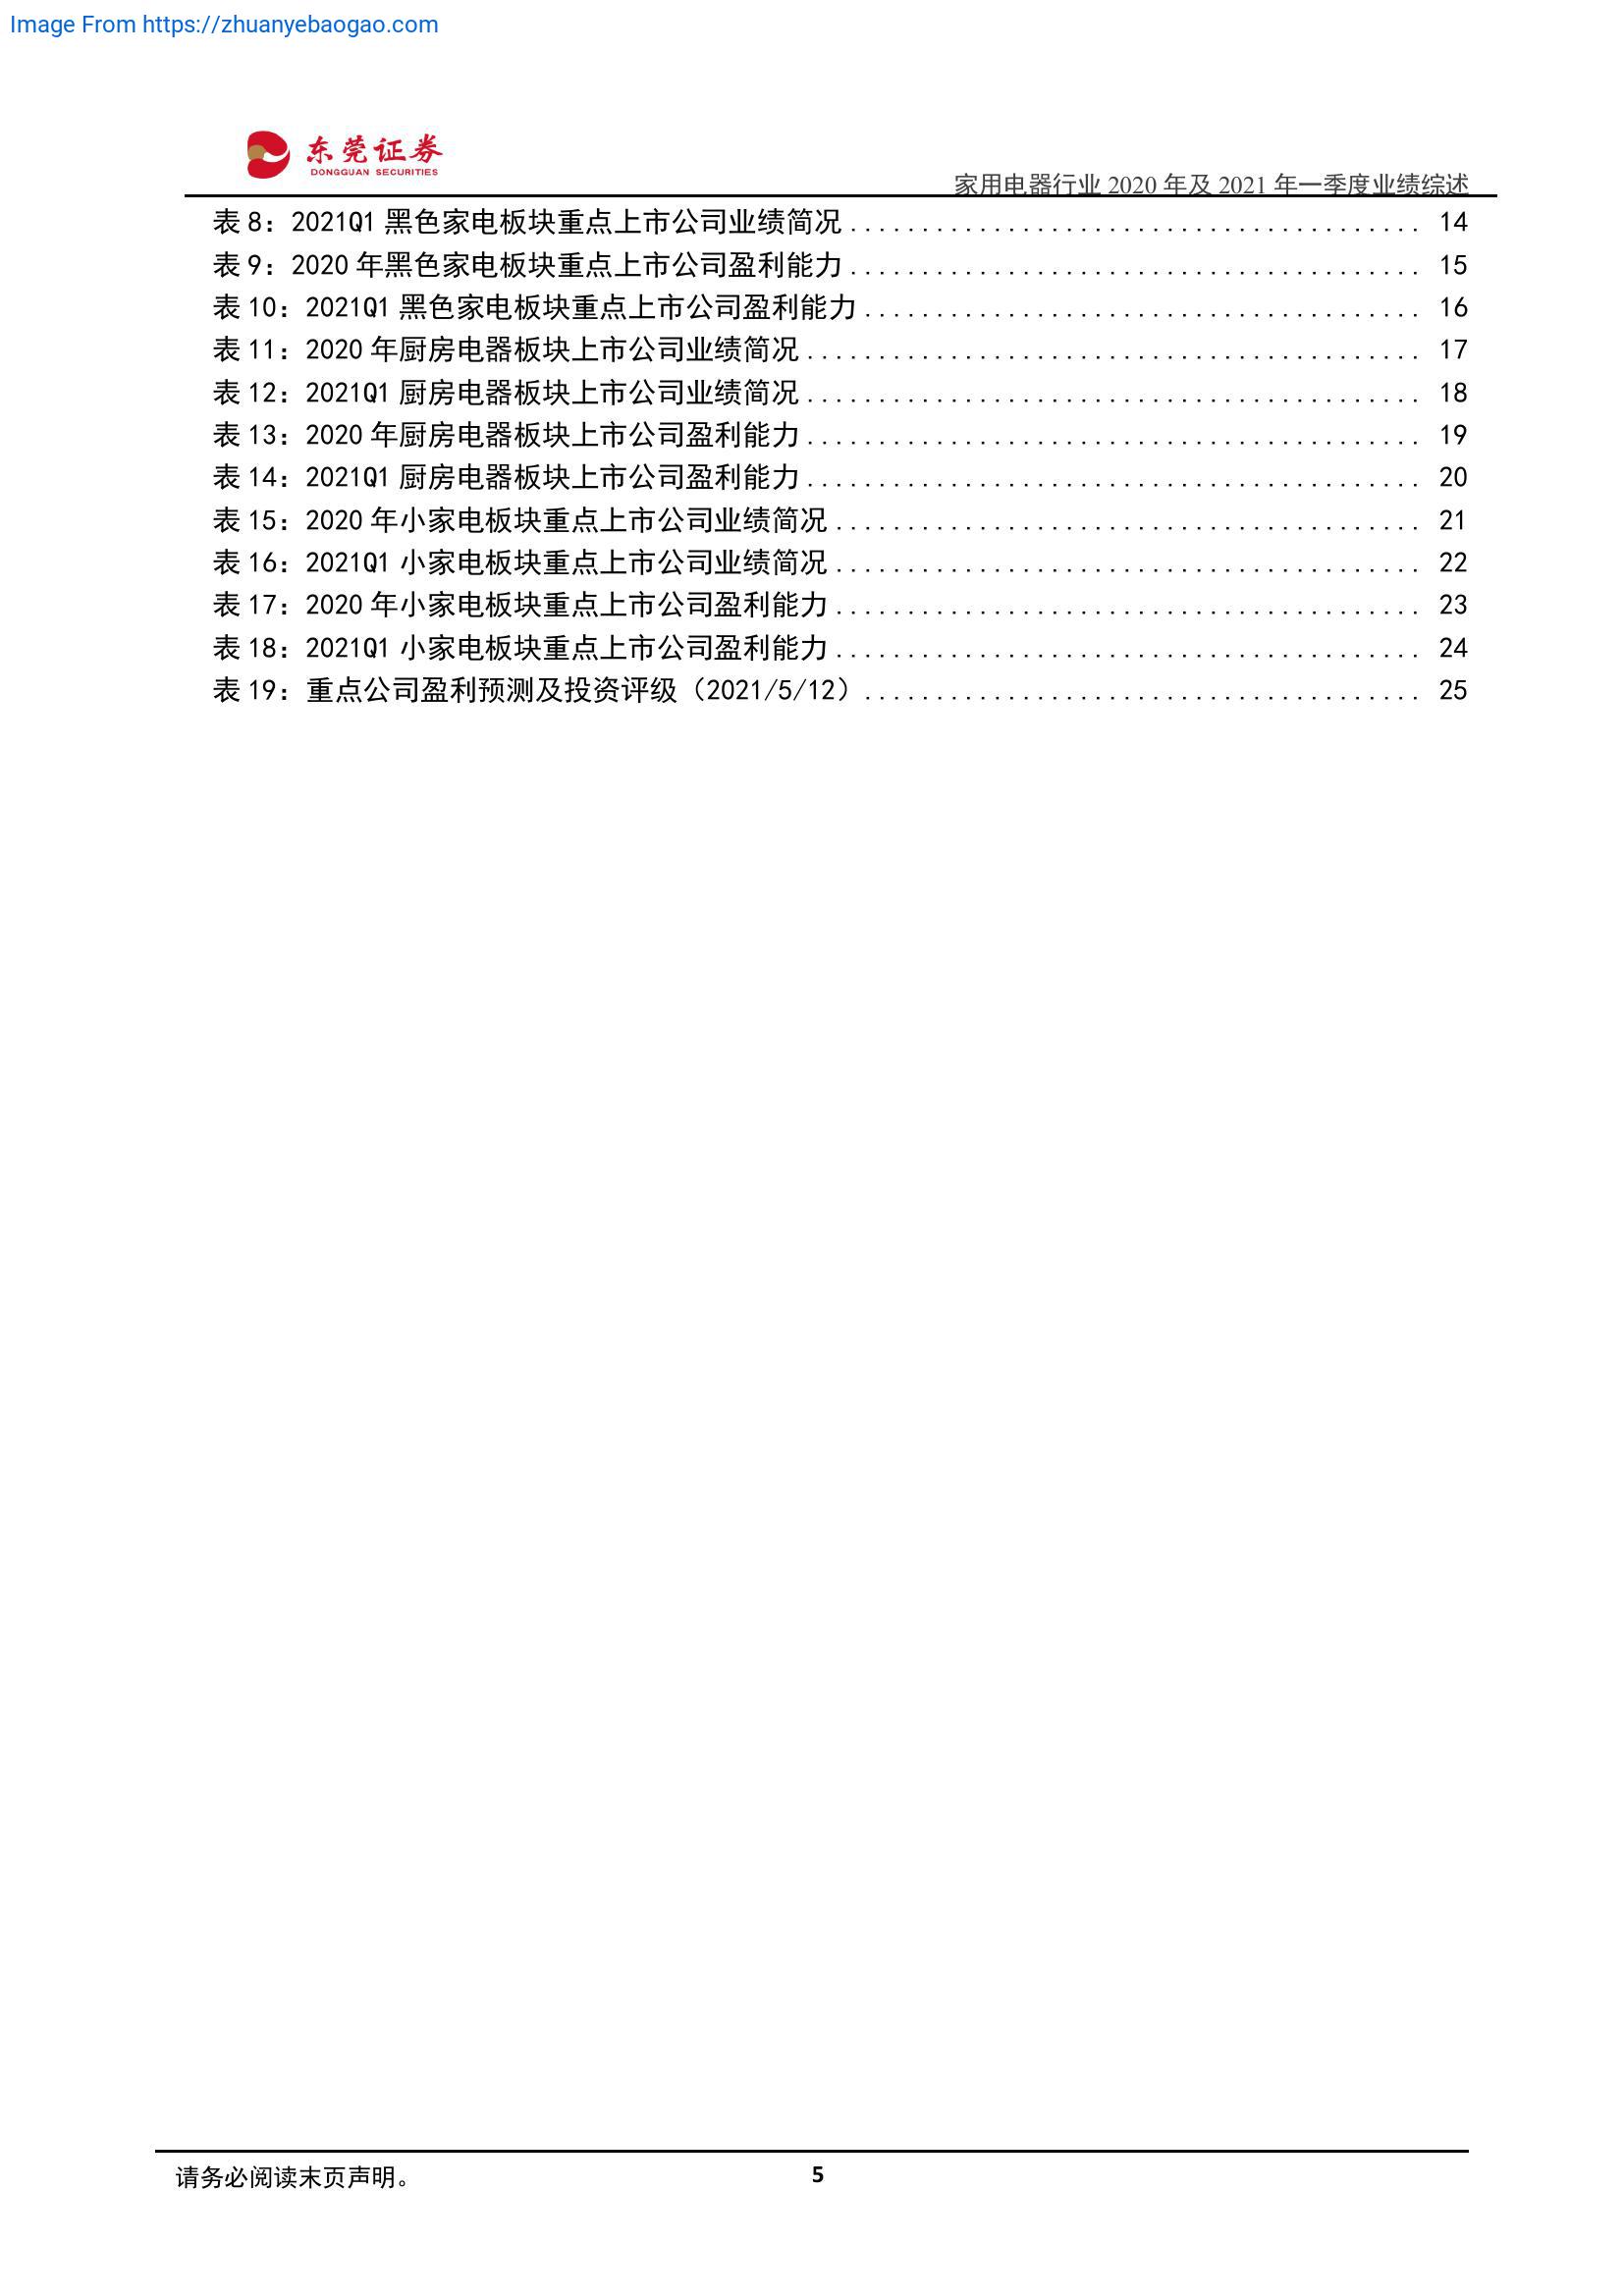 Image From https://zhuanyebaogao.com
东莞证券
DONGGUAN SECURITIES
家用电器行业 2020 年及 2021 年一季度业绩综述
表 8：2021Q1 黑色家电板块重点上市公司业绩简况........................................ 14
表 9：2020 年黑色家电板块重点上市公司盈利能力........................................ 15
表 10：2021Q1 黑色家电板块重点上市公司盈利能力....................................... 16
表 11：2020 年厨房电器板块上市公司业绩简况........................................... 17
表 12：2021Q1 厨房电器板块上市公司业绩简况........................................... 18
表 13：2020 年厨房电器板块上市公司盈利能力........................................... 19
表 14：2021Q1 厨房电器板块上市公司盈利能力........................................... 20
表 15：2020 年小家电板块重点上市公司业绩简况......................................... 21
表 16：2021Q1 小家电板块重点上市公司业绩简况......................................... 22
表 17：2020 年小家电板块重点上市公司盈利能力......................................... 23
表 18：2021Q1 小家电板块重点上市公司盈利能力......................................... 24
表 19：重点公司盈利预测及投资评级（2021/5/12）....................................... 25
请务必阅读末页声明。
5